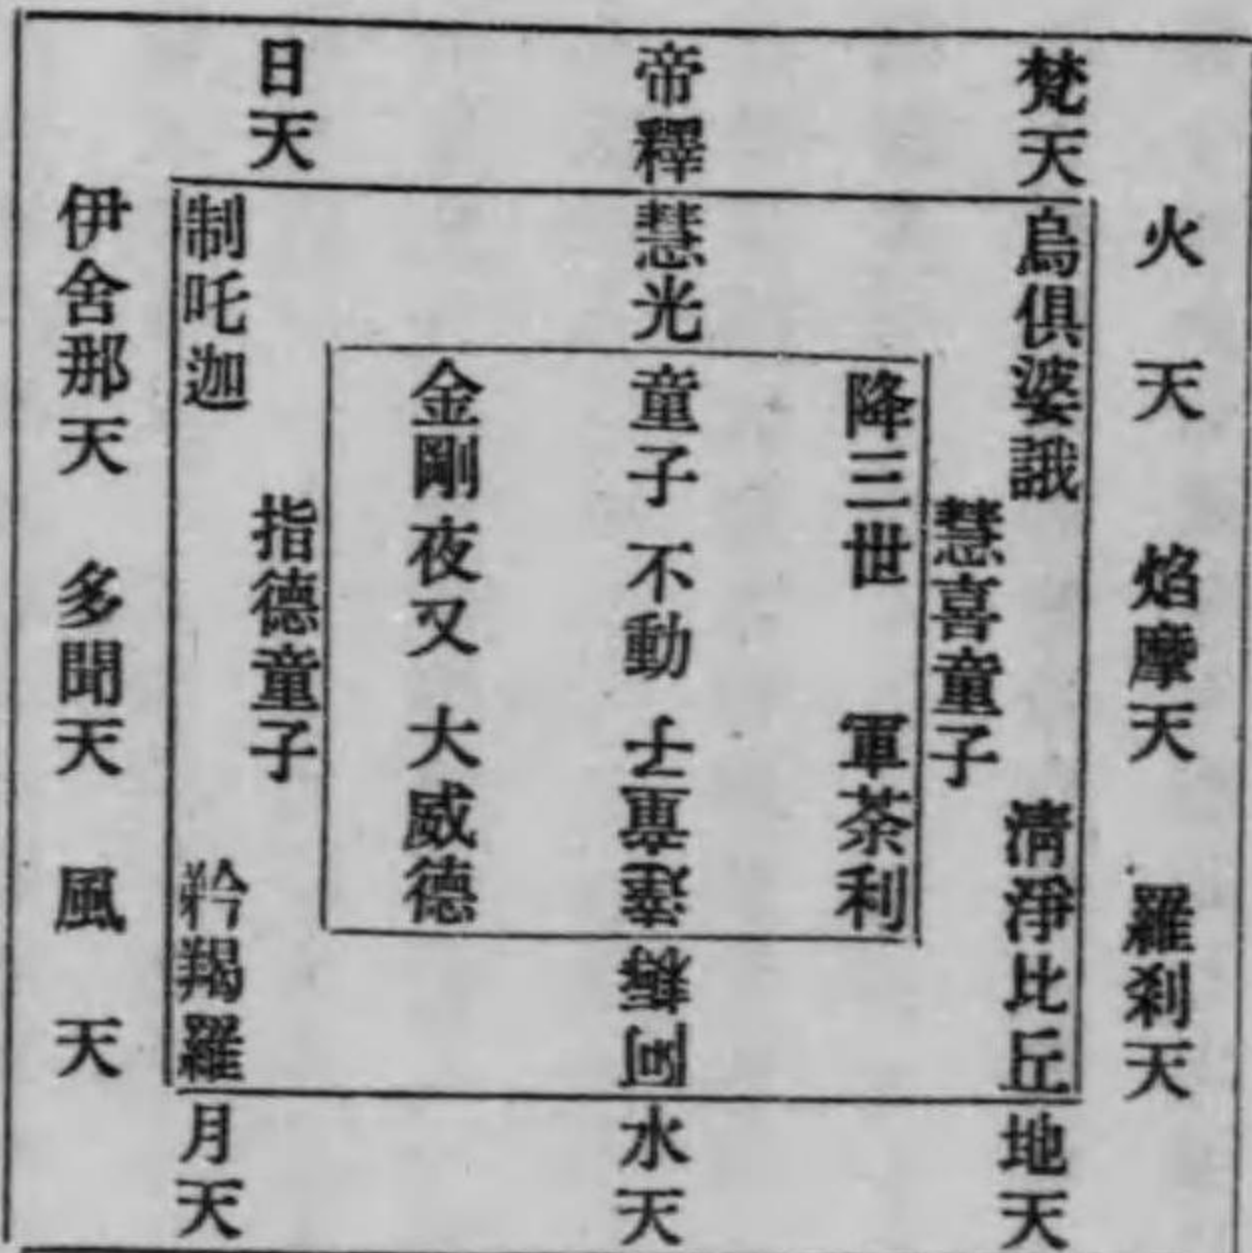 火天 焰摩天 羅刹天
梵天 烏俱婆誐 清淨比丘 地天
慧喜童子
降三世 軍茶利
帝釋 慧光童子 不動 阿耨達童子 水天
金剛夜又 大威德
指德童子
日天
制吒迦 矜羯羅 月天
伊舍那天 多聞天 風天